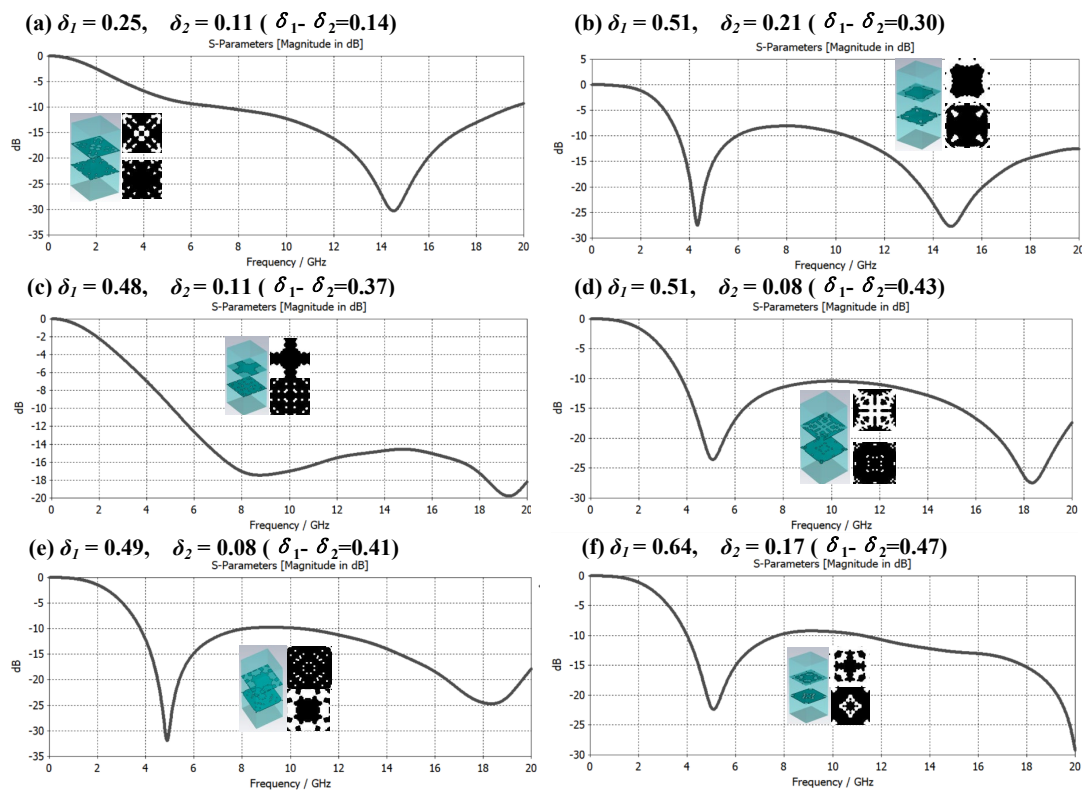 (a) δ1 = 0.25, δ2 = 0.11 ( δ1- δ2=0.14)
S-Parameters [Magnitude in dB]
0
-5
-10
-15
-20
-25
-30
-35
dB
0 2 4 6 8 10 12 14 16 18 20
Frequency / GHz
(b) δ1 = 0.51, δ2 = 0.21 ( δ1- δ2=0.30)
S-Parameters [Magnitude in dB]
5
0
-5
-10
-15
-20
-25
-30
dB
0 2 4 6 8 10 12 14 16 18 20
Frequency / GHz
(c) δ1 = 0.48, δ2 = 0.11 ( δ1- δ2=0.37)
S-Parameters [Magnitude in dB]
0
-2
-4
-6
-8
-10
-12
-14
-16
-18
-20
dB
0 2 4 6 8 10 12 14 16 18 20
Frequency / GHz
(d) δ1 = 0.51, δ2 = 0.08 ( δ1- δ2=0.43)
S-Parameters [Magnitude in dB]
0
-5
-10
-15
-20
-25
-30
dB
0 2 4 6 8 10 12 14 16 18 20
Frequency / GHz
(e) δ1 = 0.49, δ2 = 0.08 ( δ1- δ2=0.41)
S-Parameters [Magnitude in dB]
0
-5
-10
-15
-20
-25
-30
-35
dB
0 2 4 6 8 10 12 14 16 18 20
Frequency / GHz
(f) δ1 = 0.64, δ2 = 0.17 ( δ1- δ2=0.47)
S-Parameters [Magnitude in dB]
0
-5
-10
-15
-20
-25
-30
dB
0 2 4 6 8 10 12 14 16 18 20
Frequency / GHz